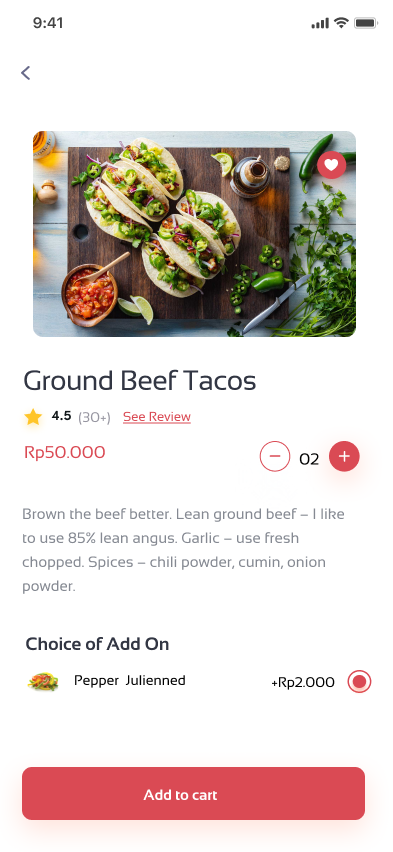 9:41
Ground Beef Tacos
4.5 (30+) See Review
Rp50.000 02
Brown the beef better. Lean ground beef – I like
to use 85% lean angus. Garlic – use fresh
chopped. Spices – chili powder, cumin, onion
powder.
Choice of Add On
Pepper Julienned +Rp2.000
Add to cart